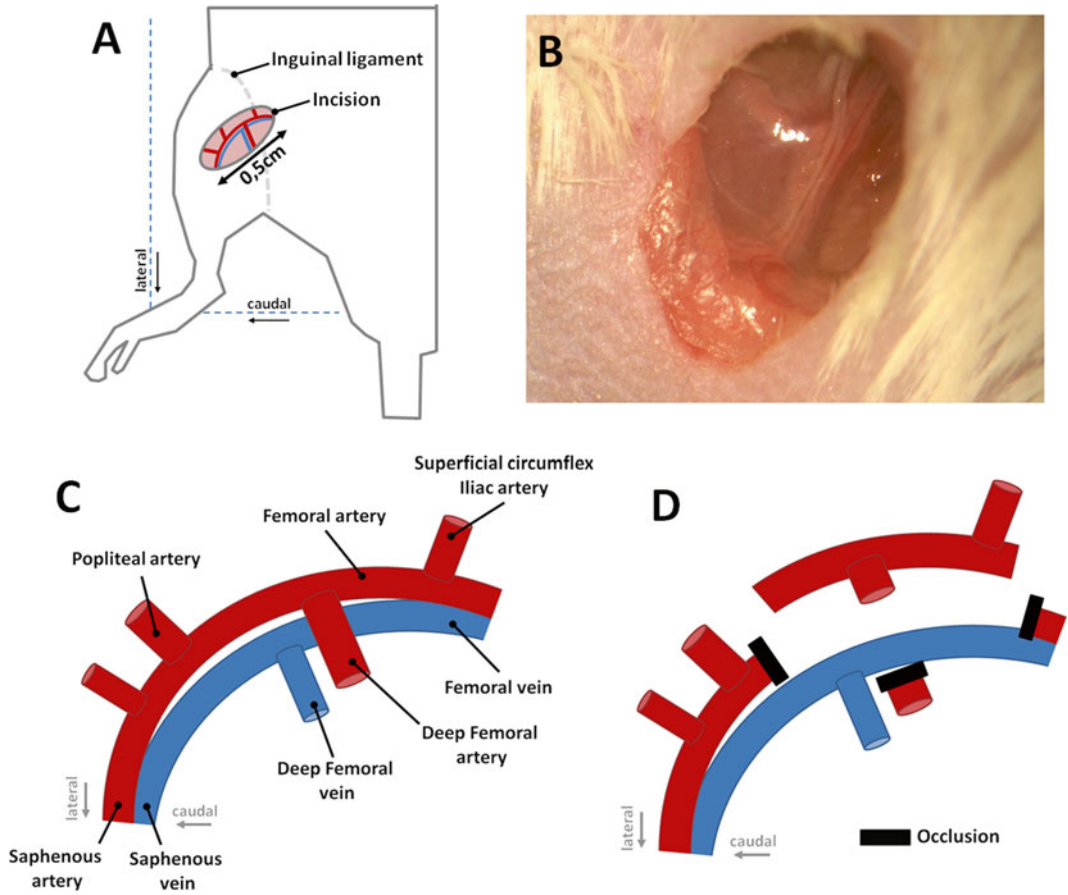 A
Inguinal ligament
Incision
0,5cm
lateral
caudal
B
C
Superficial circumflex
Iliac artery
Femoral artery
Popliteal artery
Femoral vein
Deep Femoral
artery
Deep Femoral
vein
lateral
caudal
Saphenous
artery
Saphenous
vein
D
lateral
caudal
Occlusion